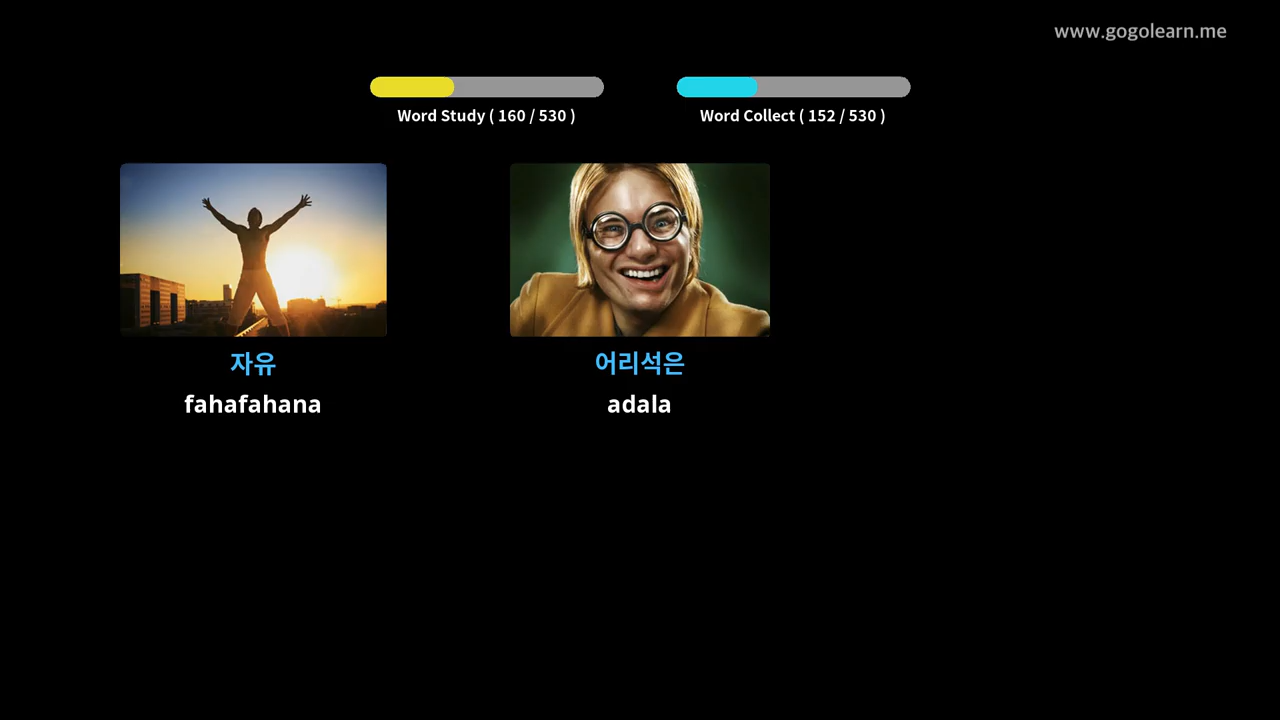 www.gogolearn.me
Word Study ( 160 / 530 )
Word Collect ( 152 / 530 )
자유
fahafahana
어리석은
adala